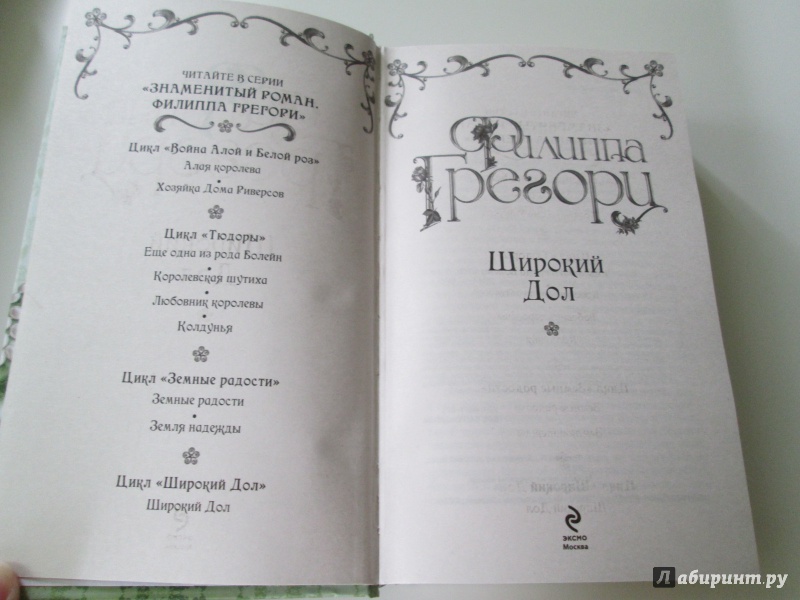 ЧИТАЙТЕ В СЕРИИ
«ЗНАМЕНИТЫЙ РОМАН.
ФИЛИППА ГРЕГОРИ»
Цикл «Война Алой и Белой роз»
Алая королева
•
Хозяйка Дома Риверсов
Цикл «Тюдоры»
Еще одна из рода Болейн
•
Королевская шутиха
•
Любовник королевы
•
Колдунья
Цикл «Земные радости»
Земные радости
•
Земля надежды
Цикл «Широкий Дол»
Широкий Дол
Филиппа
Грегори
Широкий
Дол
ЭКСМО
Москва
Лабиринт.ру